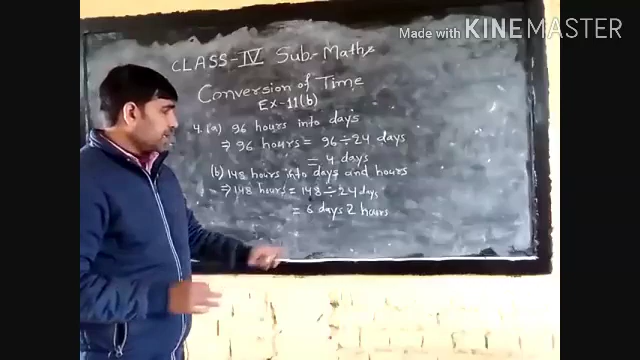 Made with KINEMASTER
CLASS-IV Sub.- Maths
Conversion of Time
Ex-11(b)
4. (a) 96 hours into days
⇒ 96 hours = 96 ÷ 24 days
= 4 days
(b) 148 hours into days and hours
⇒ 148 hours = 148 ÷ 24 days
= 6 days 2 hours